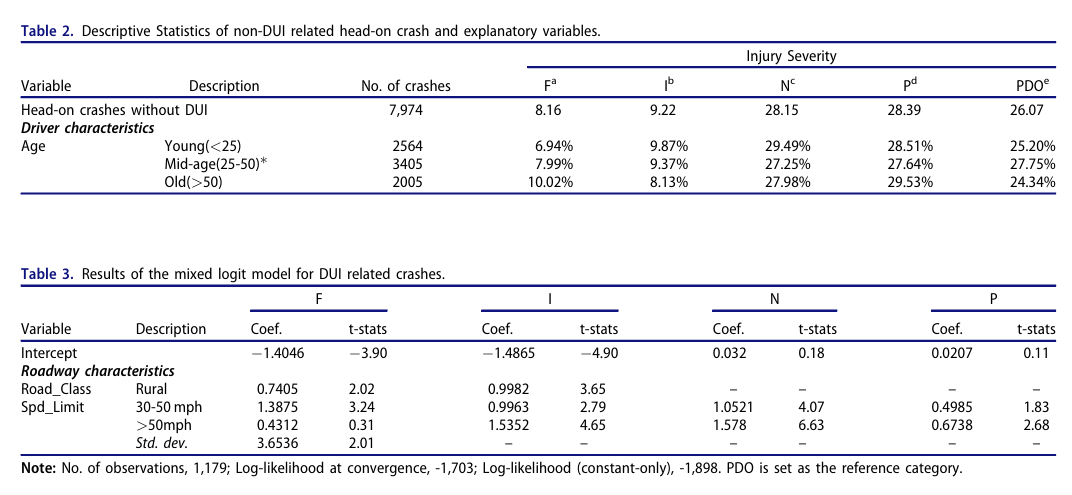 Table 2. Descriptive Statistics of non-DUI related head-on crash and explanatory variables.
Injury Severity
Variable Description No. of crashes Fa Ib Nc Pd PDOe
Head-on crashes without DUI 7,974 8.16 9.22 28.15 28.39 26.07
Driver characteristics
Age Young(<25) 2564 6.94% 9.87% 29.49% 28.51% 25.20%
Mid-age(25-50)* 3405 7.99% 9.37% 27.25% 27.64% 27.75%
Old(>50) 2005 10.02% 8.13% 27.98% 29.53% 24.34%
Table 3. Results of the mixed logit model for DUI related crashes.
F I N P
Variable Description Coef. t-stats Coef. t-stats Coef. t-stats Coef. t-stats
Intercept −1.4046 −3.90 −1.4865 −4.90 0.032 0.18 0.0207 0.11
Roadway characteristics
Road_Class Rural 0.7405 2.02 0.9982 3.65 – – – –
Spd_Limit 30-50 mph 1.3875 3.24 0.9963 2.79 1.0521 4.07 0.4985 1.83
>50mph 0.4312 0.31 1.5352 4.65 1.578 6.63 0.6738 2.68
Std. dev. 3.6536 2.01 – – – – – –
Note: No. of observations, 1,179; Log-likelihood at convergence, -1,703; Log-likelihood (constant-only), -1,898. PDO is set as the reference category.